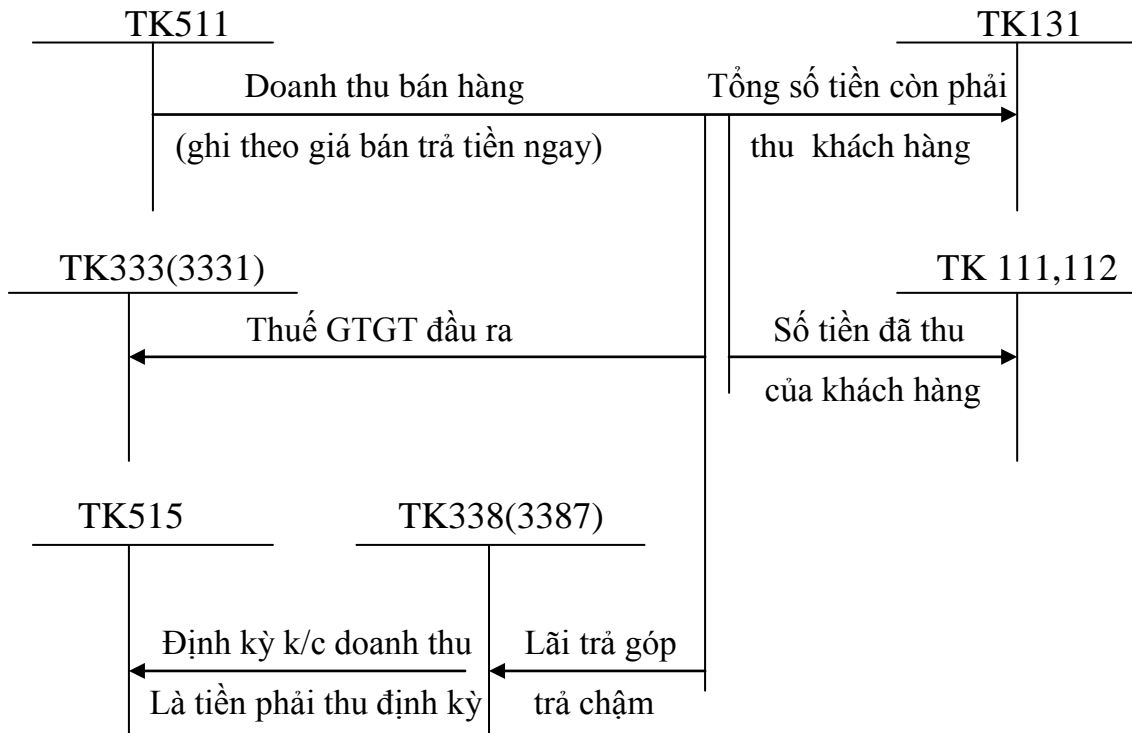 TK511
TK131
Doanh thu bán hàng
Tổng số tiền còn phải
(ghi theo giá bán trả tiền ngay)
thu khách hàng
TK333(3331)
TK 111,112
Thuế GTGT đầu ra
Số tiền đã thu
của khách hàng
TK515
TK338(3387)
Định kỳ k/c doanh thu
Lãi trả góp
Là tiền phải thu định kỳ
trả chậm